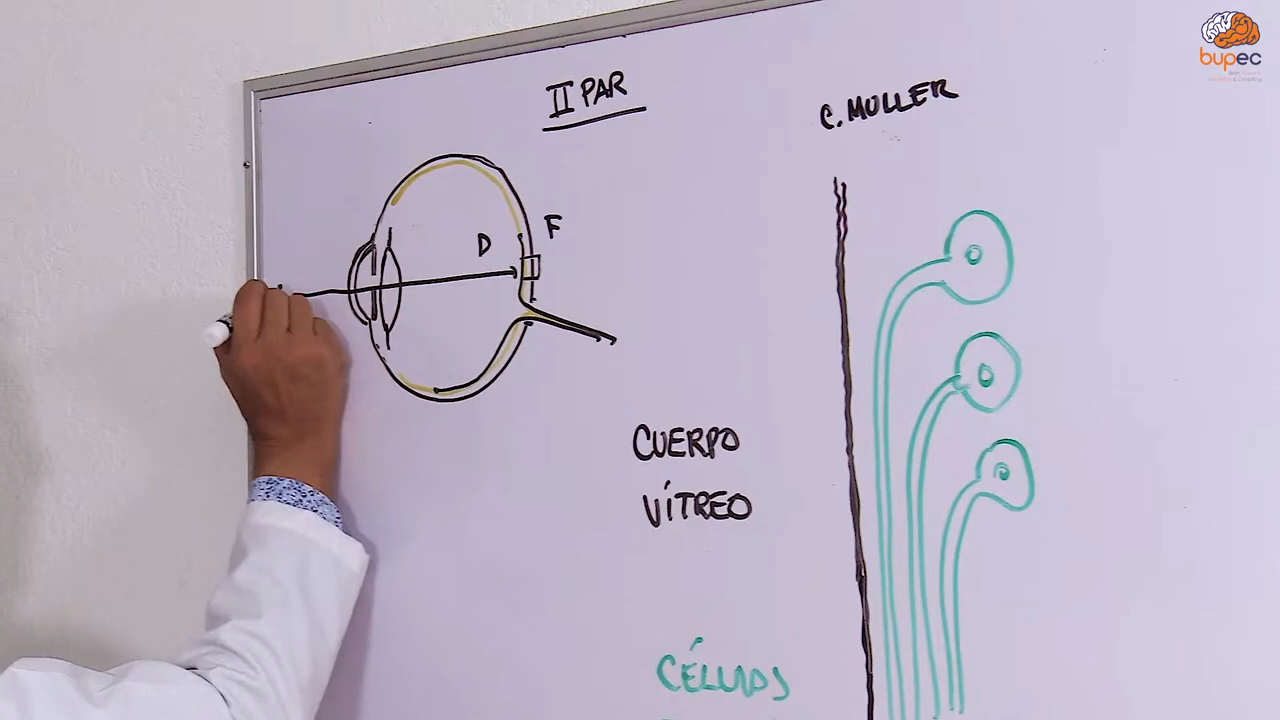 II PAR
C. MULLER
D
F
CUERPO
VÍTREO
CÉLULAS
bupec